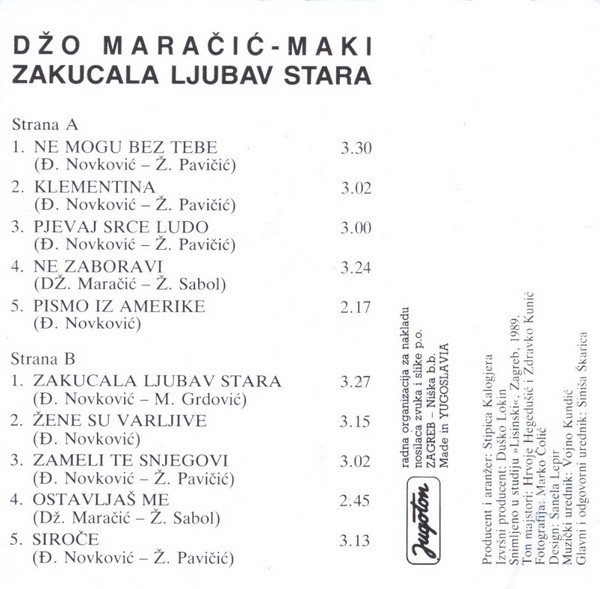 DŽO MARAČIĆ-MAKI
ZAKUCALA LJUBAV STARA
Strana A
1. NE MOGU BEZ TEBE 3.30
(Đ. Novković – Ž. Pavičić)
2. KLEMENTINA 3.02
(Đ. Novković – Ž. Pavičić)
3. PJEVAJ SRCE LUDO 3.00
(Đ. Novković – Ž. Pavičić)
4. NE ZABORAVI 3.24
(DŽ. Maračić – Ž. Sabol)
5. PISMO IZ AMERIKE 2.17
(Đ. Novković)
Strana B
1. ZAKUCALA LJUBAV STARA 3.27
(Đ. Novković – M. Grdović)
2. ŽENE SU VARLJIVE 3.15
(Đ. Novković)
3. ZAMELI TE SNJEGOVI 3.02
(Đ. Novković – Ž. Pavičić)
4. OSTAVLJAŠ ME 2.45
(Dž. Maračić – Ž. Sabol)
5. SIROČE 3.13
(Đ. Novković – Ž. Pavičić)
Jugoton
radna organizacija za nakladu
nosilaca zvuka i slike p.o.
ZAGREB – Niška b.b.
Made in YUGOSLAVIA
Producent i aranžer: Stipica Kalogjera
Izvršni producent: Duško Lokin
Snimljeno u studiju »Lisinski«, Zagreb, 1989.
Ton majstori: Hrvoje Hegedušić i Zdravko Kunić
Fotografija: Marko Čolić
Design: Sanela Lepir
Muzički urednik: Vojno Kundić
Glavni i odgovorni urednik: Siniša Škarica